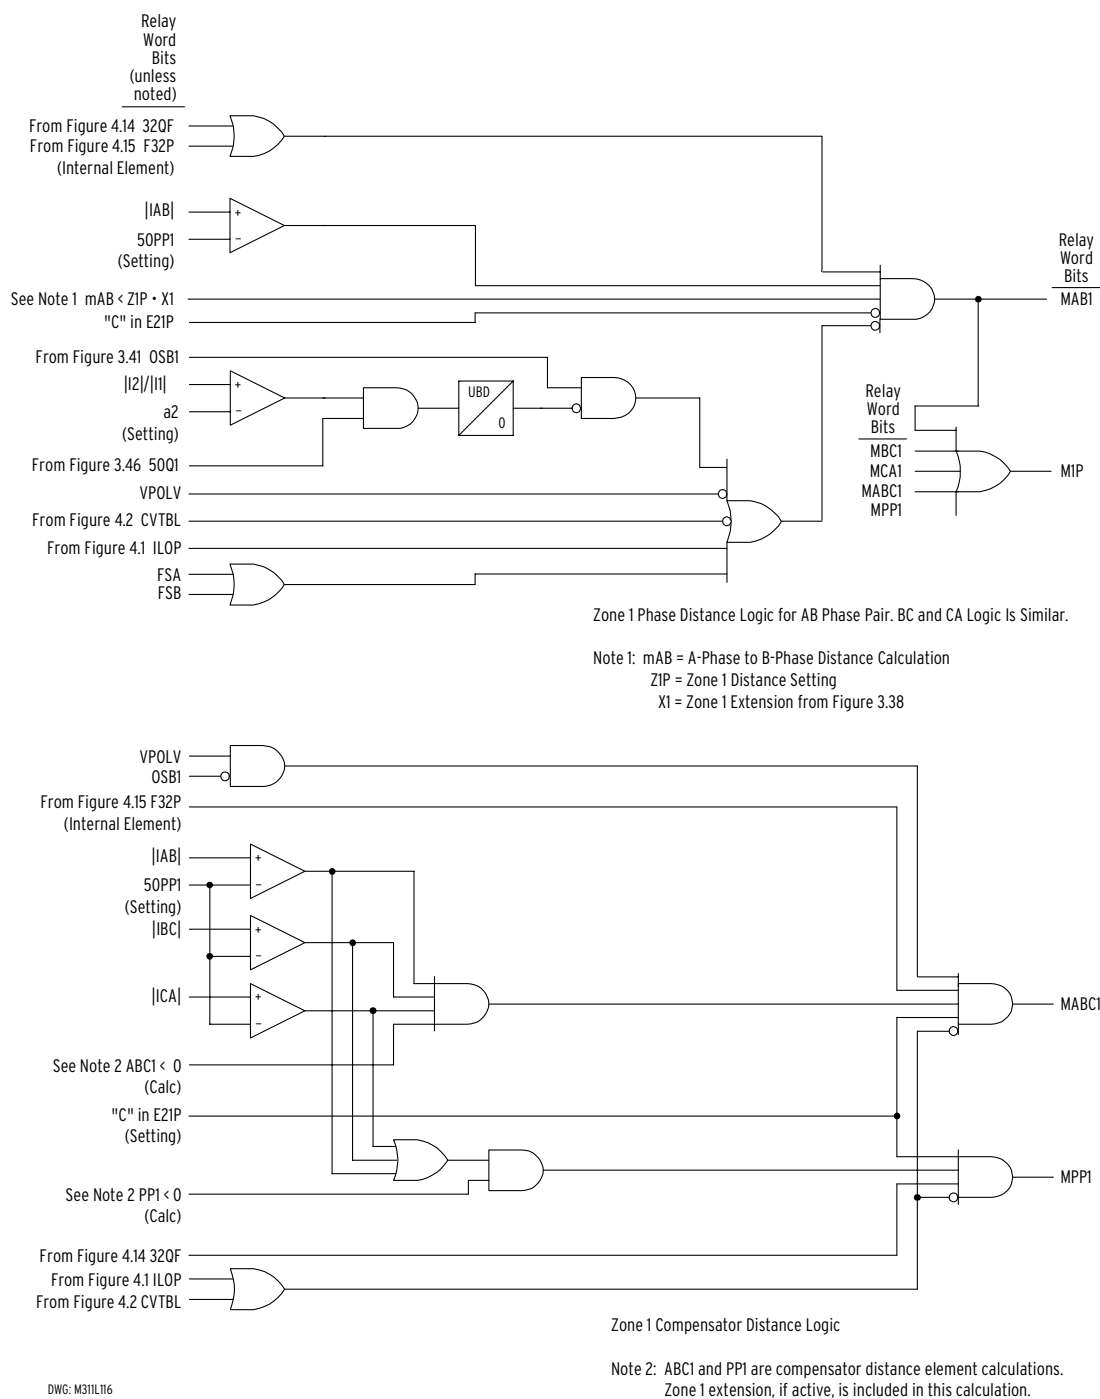 Relay
Word
Bits
(unless
noted)
From Figure 4.14 32QF
From Figure 4.15 F32P
(Internal Element)
|IAB|
+
50PP1
−
(Setting)
Relay
Word
Bits
See Note 1 mAB < Z1P • X1
MAB1
"C" in E21P
From Figure 3.41 OSB1
|I2|/|I1|
+
UBD
0
a2
−
(Setting)
Relay
Word
Bits
MBC1
From Figure 3.46 50Q1
MCA1
M1P
VPOLV
MABC1
MPP1
From Figure 4.2 CVTBL
From Figure 4.1 ILOP
FSA
FSB
Zone 1 Phase Distance Logic for AB Phase Pair. BC and CA Logic Is Similar.
Note 1: mAB = A-Phase to B-Phase Distance Calculation
Z1P = Zone 1 Distance Setting
X1 = Zone 1 Extension from Figure 3.38
VPOLV
OSB1
From Figure 4.15 F32P
(Internal Element)
|IAB|
+
50PP1
−
(Setting)
|IBC|
+
−
|ICA|
+
−
MABC1
See Note 2 ABC1 < 0
(Calc)
"C" in E21P
(Setting)
MPP1
See Note 2 PP1 < 0
(Calc)
From Figure 4.14 32QF
From Figure 4.1 ILOP
From Figure 4.2 CVTBL
Zone 1 Compensator Distance Logic
Note 2: ABC1 and PP1 are compensator distance element calculations.
Zone 1 extension, if active, is included in this calculation.
DWG: M311L116